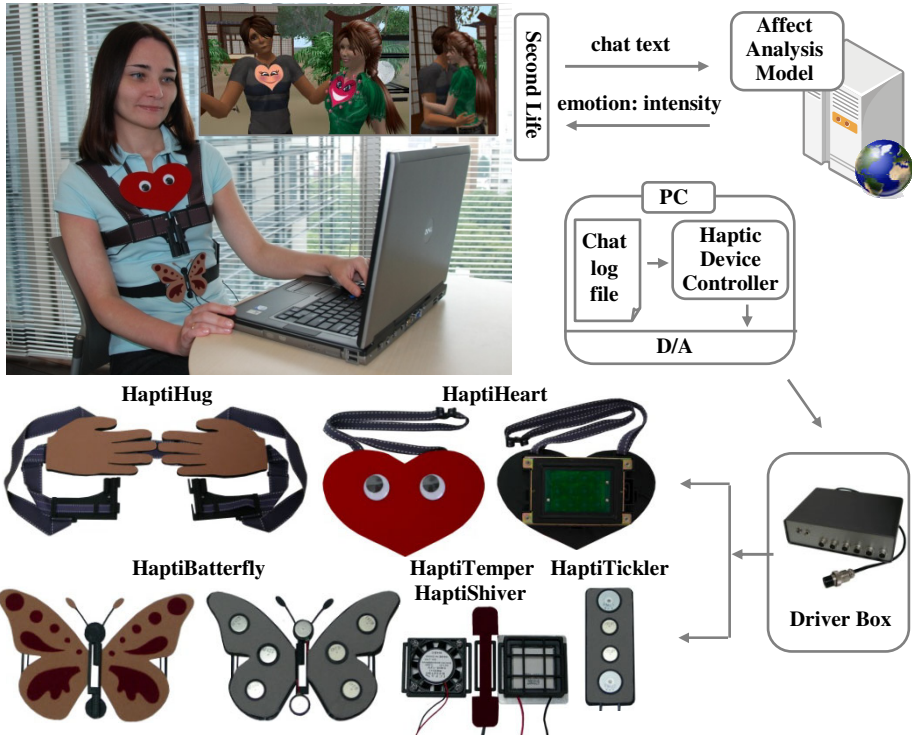 Second Life
chat text
emotion: intensity
Affect
Analysis
Model
PC
Chat
log
file
Haptic
Device
Controller
D/A
HaptiHug
HaptiHeart
HaptiBatterfly
HaptiTemper
HaptiShiver
HaptiTickler
Driver Box